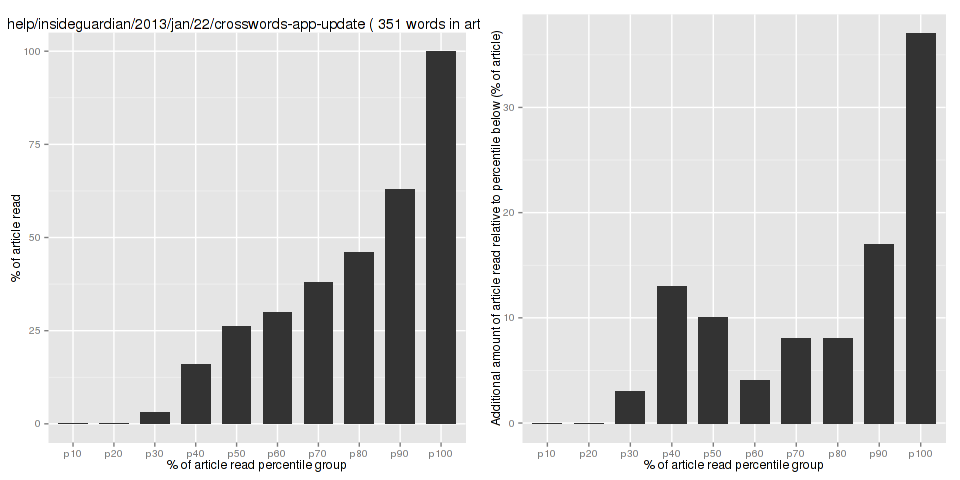 help/insideguardian/2013/jan/22/crosswords-app-update ( 351 words in art
% of article read
100
75
50
25
0
p10 p20 p30 p40 p50 p60 p70 p80 p90 p100
% of article read percentile group
Additional amount of article read relative to percentile below (% of article)
30
20
10
0
p10 p20 p30 p40 p50 p60 p70 p80 p90 p100
% of article read percentile group